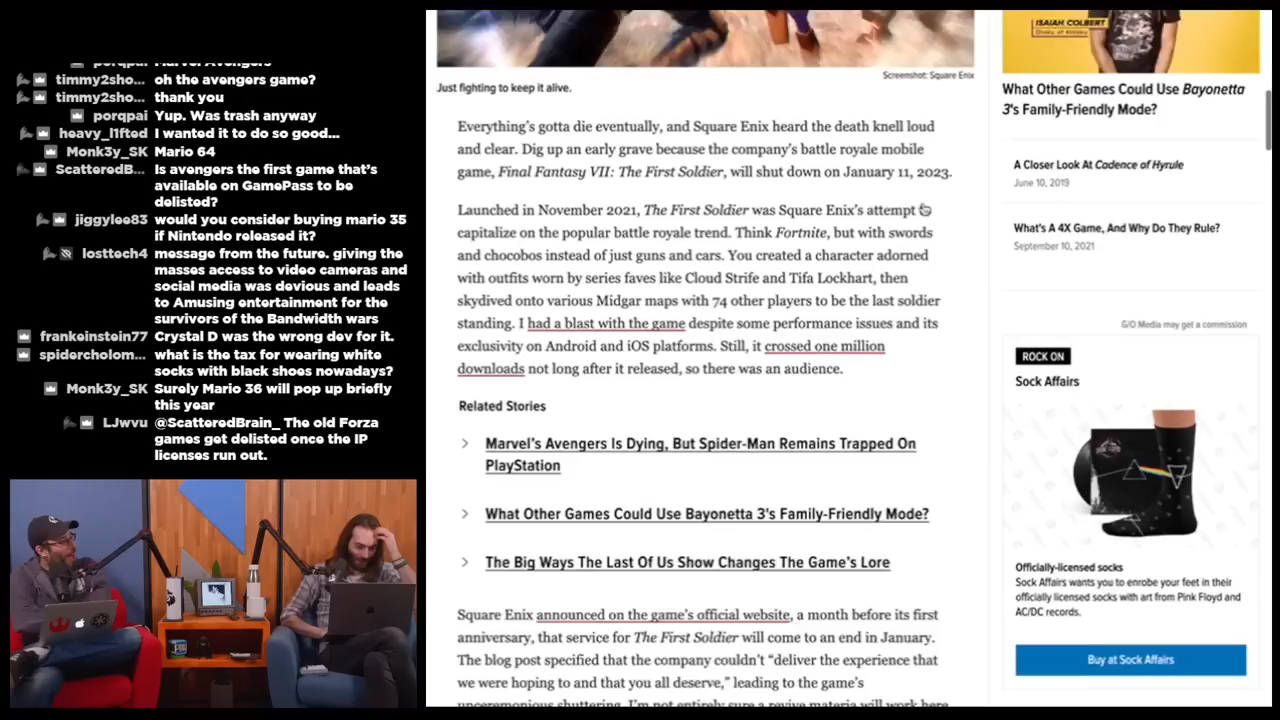 porqpai Marvel Avengers
timmy2sho... oh the avengers game?
timmy2sho... thank you
porqpai Yup. Was trash anyway
heavy_l1fted I wanted it to do so good...
Monk3y_SK Mario 64
ScatteredB... Is avengers the first game that's
available on GamePass to be
delisted?
jiggylee83 would you consider buying mario 35
if Nintendo released it?
losttech4 message from the future. giving the
masses access to video cameras and
social media was devious and leads
to Amusing entertainment for the
survivors of the Bandwidth wars
frankeinstein77 Crystal D was the wrong dev for it.
spidercholom... what is the tax for wearing white
socks with black shoes nowadays?
Monk3y_SK Surely Mario 36 will pop up briefly
this year
LJwvu @ScatteredBrain_ The old Forza
games get delisted once the IP
licenses run out.
Screenshot: Square Enix
Just fighting to keep it alive.
Everything's gotta die eventually, and Square Enix heard the death knell loud
and clear. Dig up an early grave because the company's battle royale mobile
game, Final Fantasy VII: The First Soldier, will shut down on January 11, 2023.
Launched in November 2021, The First Soldier was Square Enix's attempt
capitalize on the popular battle royale trend. Think Fortnite, but with swords
and chocobos instead of just guns and cars. You created a character adorned
with outfits worn by series faves like Cloud Strife and Tifa Lockhart, then
skydived onto various Midgar maps with 74 other players to be the last soldier
standing. I had a blast with the game despite some performance issues and its
exclusivity on Android and iOS platforms. Still, it crossed one million
downloads not long after it released, so there was an audience.
Related Stories
Marvel's Avengers Is Dying, But Spider-Man Remains Trapped On
PlayStation
What Other Games Could Use Bayonetta 3's Family-Friendly Mode?
The Big Ways The Last Of Us Show Changes The Game's Lore
Square Enix announced on the game's official website, a month before its first
anniversary, that service for The First Soldier will come to an end in January.
The blog post specified that the company couldn't "deliver the experience that
we were hoping to and that you all deserve," leading to the game's
unceremonious shuttering. I'm not entirely sure a revive materia will work here
ISAIAH COLBERT
What Other Games Could Use Bayonetta
3's Family-Friendly Mode?
A Closer Look At Cadence of Hyrule
June 10, 2019
What's A 4X Game, And Why Do They Rule?
September 10, 2021
G/O Media may get a commission
ROCK ON
Sock Affairs
Officially-licensed socks
Sock Affairs wants you to enrobe your feet in their
officially licensed socks with art from Pink Floyd and
AC/DC records.
Buy at Sock Affairs